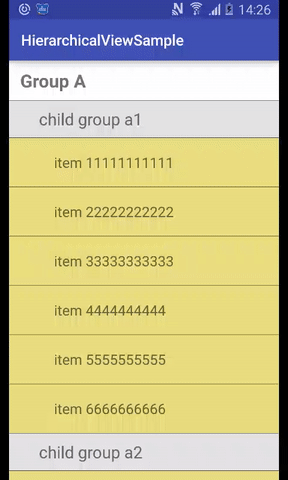 14:26
HierarchicalViewSample
Group A
child group a1
item 11111111111
item 22222222222
item 33333333333
item 4444444444
item 5555555555
item 6666666666
child group a2